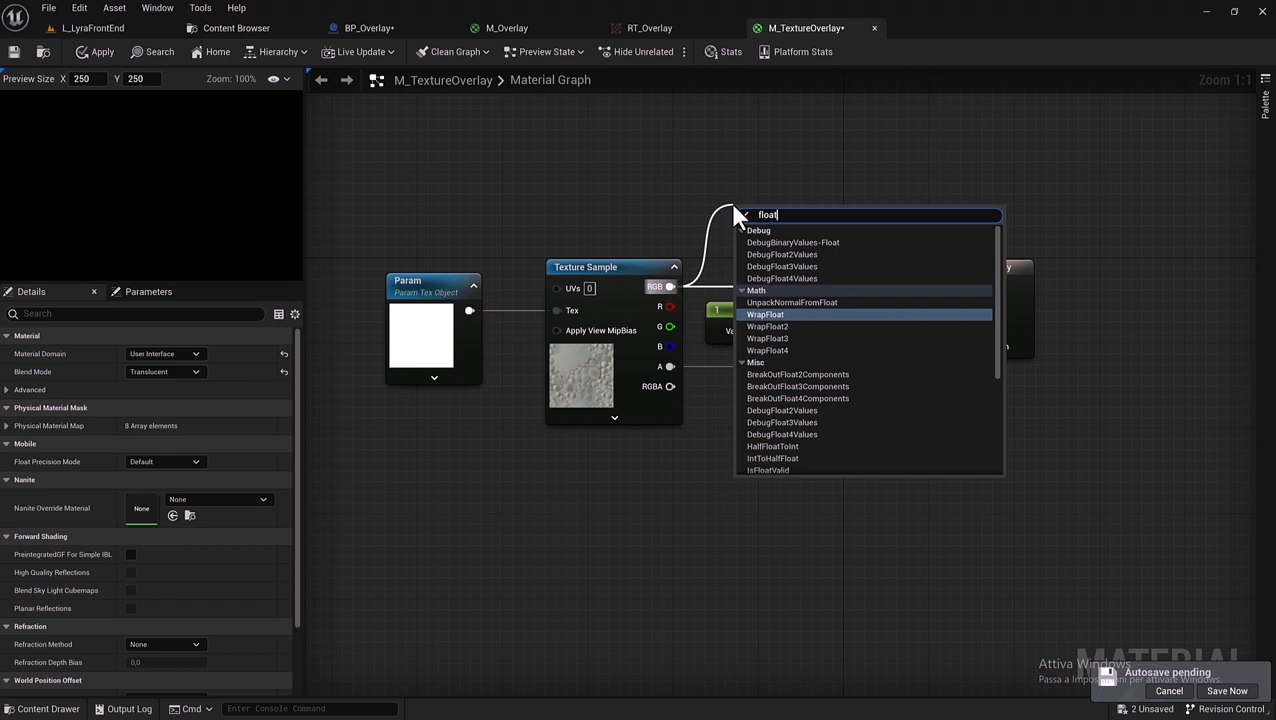 File Edit Asset Window Tools Help
L_LyraFrontEnd Content Browser BP_Overlay* M_Overlay RT_Overlay M_TextureOverlay*
Apply Search Home Hierarchy Live Update Clean Graph Preview State Hide Unrelated Stats Platform Stats
Preview Size X 250 Y 250 Zoom: 100%
M_TextureOverlay > Material Graph
Zoom 1:1
Palette
Details Parameters
Search
Material
Material Domain User Interface
Blend Mode Translucent
Advanced
Physical Material Mask
Physical Material Map 8 Array elements
Mobile
Float Precision Mode Default
Nanite
Nanite Override Material None None
Forward Shading
PreintegratedGF For Simple IBL
High Quality Reflections
Blend Sky Light Cubemaps
Planar Reflections
Refraction
Refraction Method None
Refraction Depth Bias 0,0
World Position Offset
Param
Param Tex Object
Texture Sample
UVs 0
Tex
Apply View MipBias
RGB
R
G
B
A
RGBA
1
float
Debug
DebugBinaryValues-Float
DebugFloat2Values
DebugFloat3Values
DebugFloat4Values
Math
UnpackNormalFromFloat
WrapFloat
WrapFloat2
WrapFloat3
WrapFloat4
Misc
BreakOutFloat2Components
BreakOutFloat3Components
BreakOutFloat4Components
DebugFloat2Values
DebugFloat3Values
DebugFloat4Values
HalfFloatToInt
IntToHalfFloat
IsFloatValid
MATERIAL
Attiva Windows
Passa a Impostazioni per attivare Windows.
Autosave pending
Cancel Save Now
Content Drawer Output Log Cmd Enter Console Command 2 Unsaved Revision Control